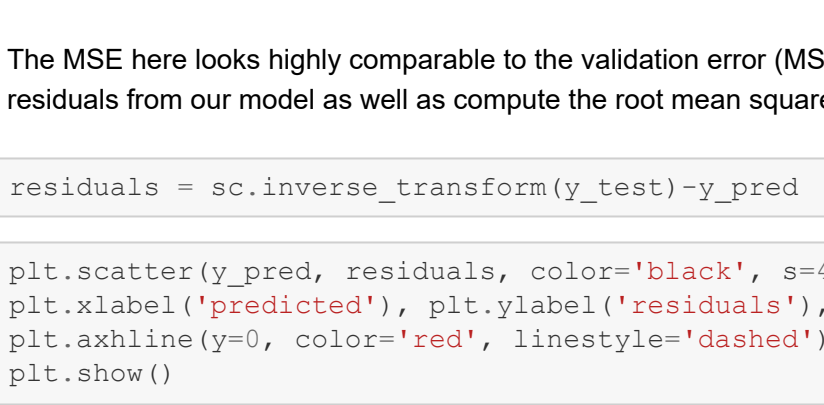 The MSE here looks highly comparable to the validation error (MS
residuals from our model as well as compute the root mean square
residuals = sc.inverse_transform(y_test)-y_pred
plt.scatter(y_pred, residuals, color='black', s=4
plt.xlabel('predicted'), plt.ylabel('residuals'),
plt.axhline(y=0, color='red', linestyle='dashed')
plt.show()